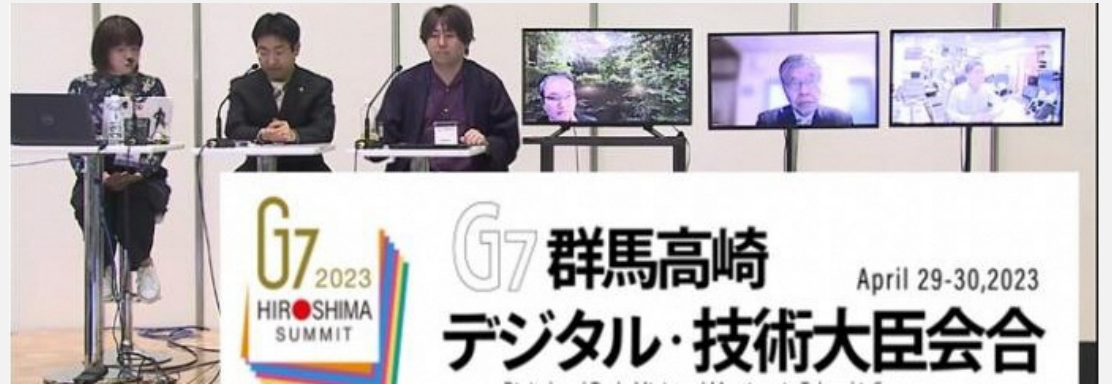 G7
2023
HIROSHIMA
SUMMIT
G7 群馬高崎
April 29-30,2023
デジタル・技術大臣会合